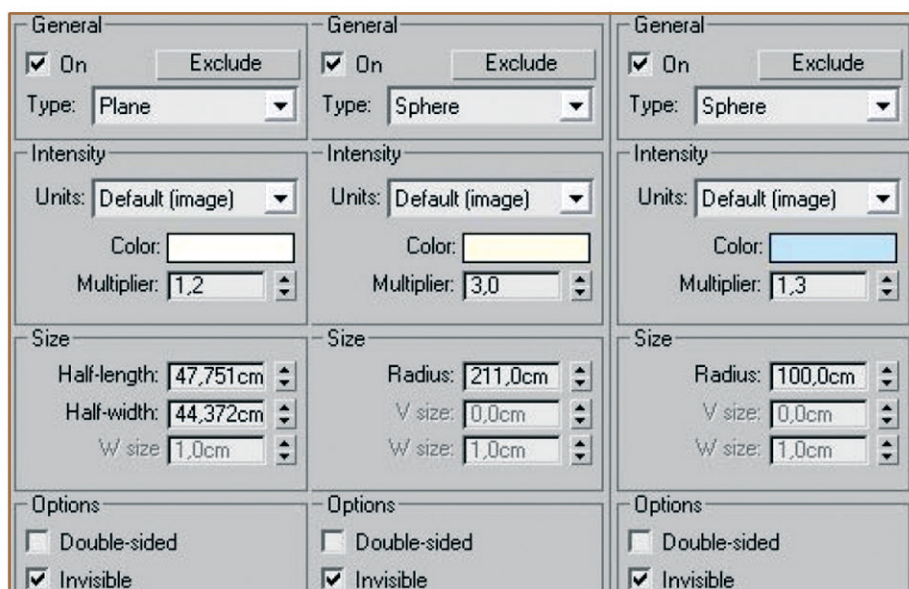 General
On
Exclude
Type:
Plane
Intensity
Units:
Default (image)
Color:
Multiplier:
1,2
Size
Half-length:
47,751cm
Half-width:
44,372cm
W size
1,0cm
Options
Double-sided
Invisible
General
On
Exclude
Type:
Sphere
Intensity
Units:
Default (image)
Color:
Multiplier:
3,0
Size
Radius:
211,0cm
V size:
0,0cm
W size:
1,0cm
Options
Double-sided
Invisible
General
On
Exclude
Type:
Sphere
Intensity
Units:
Default (image)
Color:
Multiplier:
1,3
Size
Radius:
100,0cm
V size:
0,0cm
W size:
1,0cm
Options
Double-sided
Invisible